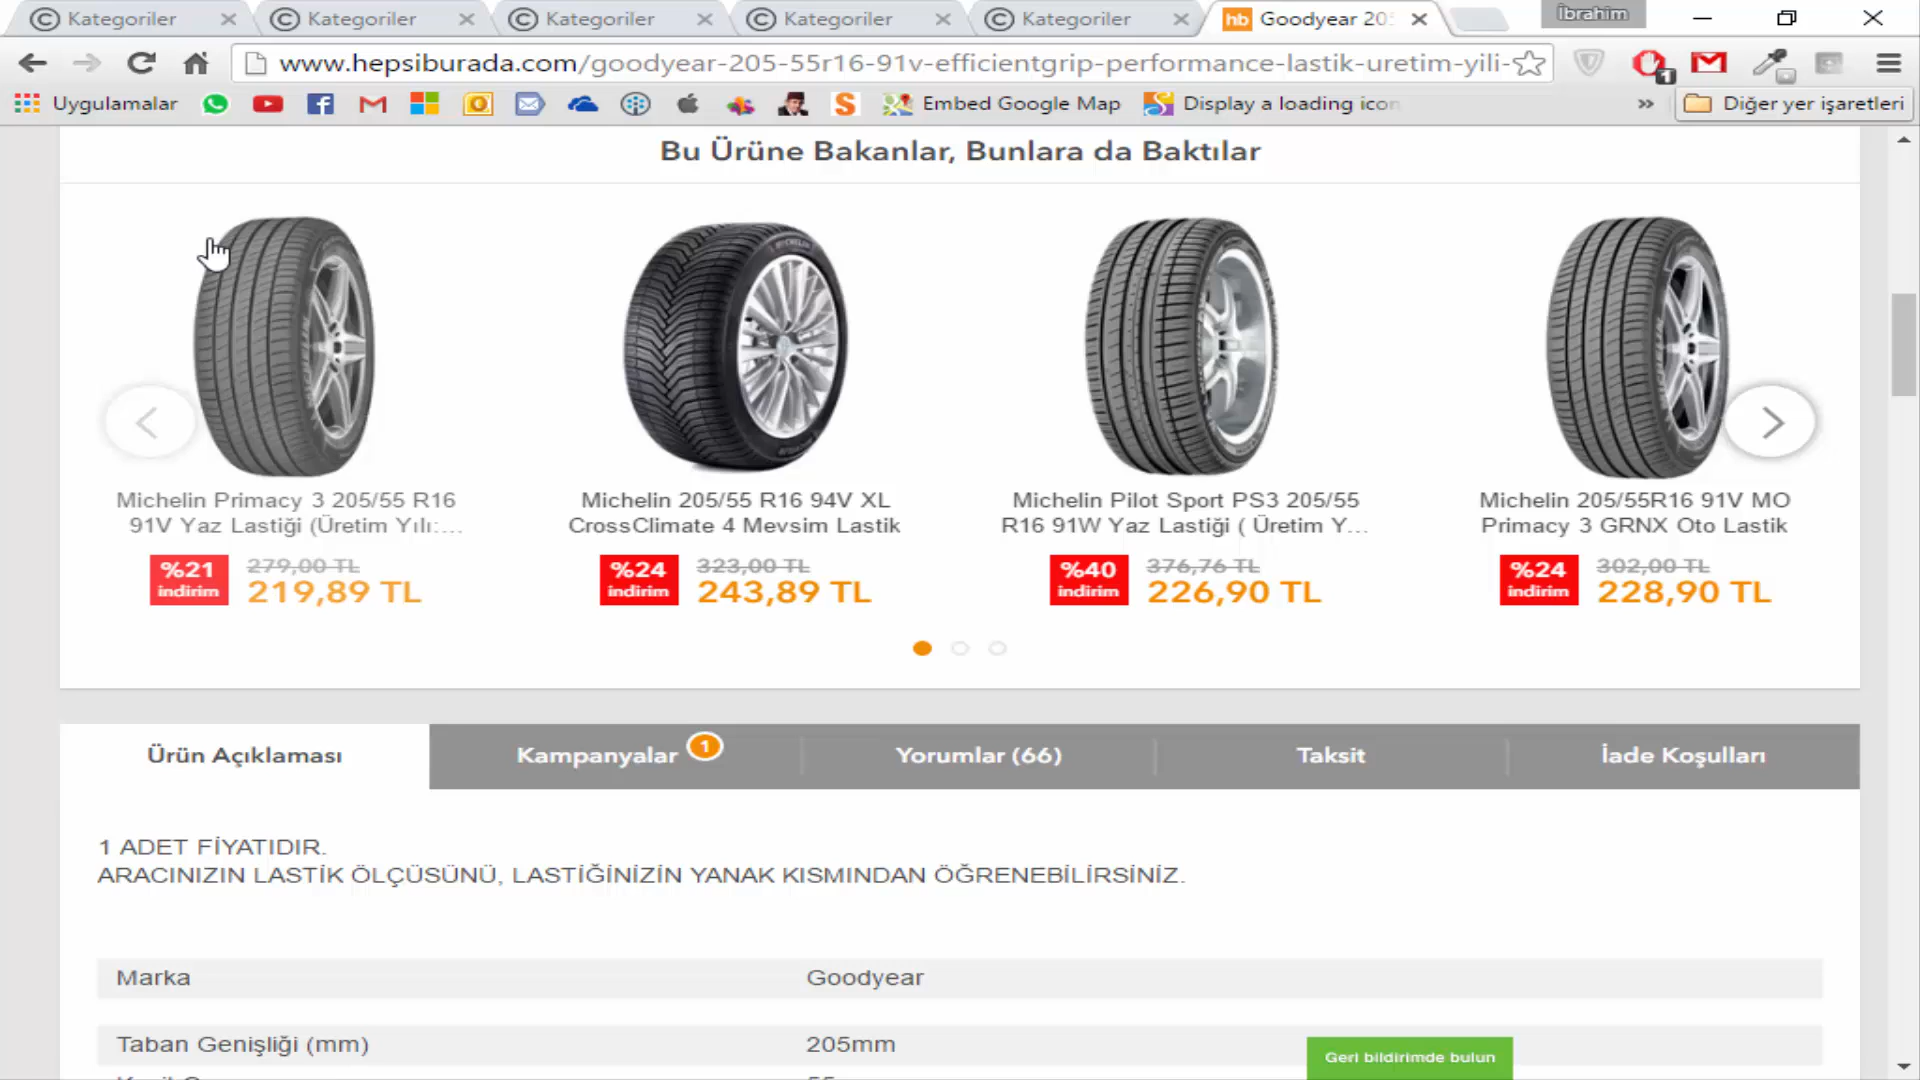 Kategoriler
Kategoriler
Kategoriler
Kategoriler
Kategoriler
hb Goodyear 205
İbrahim
www.hepsiburada.com/goodyear-205-55r16-91v-efficientgrip-performance-lastik-uretim-yili-
1
Uygulamalar
Embed Google Map
Display a loading icon
Diğer yer işaretleri
Bu Ürüne Bakanlar, Bunlara da Baktılar
Michelin Primacy 3 205/55 R16
91V Yaz Lastiği (Üretim Yılı:...
%21
indirim
279,00 TL
219,89 TL
Michelin 205/55 R16 94V XL
CrossClimate 4 Mevsim Lastik
%24
indirim
323,00 TL
243,89 TL
Michelin Pilot Sport PS3 205/55
R16 91W Yaz Lastiği ( Üretim Y...
%40
indirim
376,76 TL
226,90 TL
Michelin 205/55R16 91V MO
Primacy 3 GRNX Oto Lastik
%24
indirim
302,00 TL
228,90 TL
Ürün Açıklaması
Kampanyalar 1
Yorumlar (66)
Taksit
İade Koşulları
1 ADET FİYATIDIR.
ARACINIZIN LASTİK ÖLÇÜSÜNÜ, LASTİĞİNİZİN YANAK KISMINDAN ÖĞRENEBİLİRSİNİZ.
Marka Goodyear
Taban Genişliği (mm) 205mm
Geri bildirimde bulun